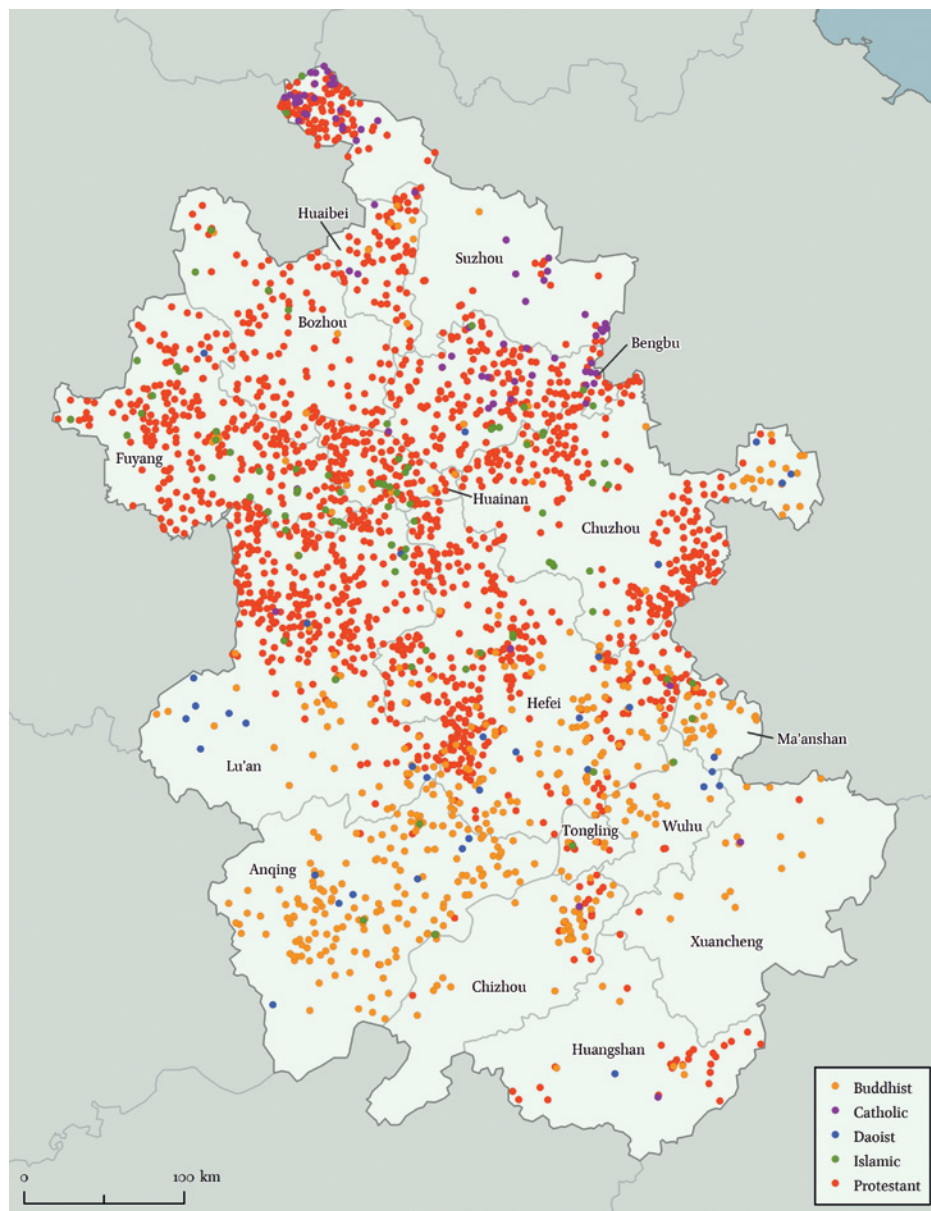 Huaibei
Suzhou
Bozhou
Bengbu
Fuyang
Huainan
Chuzhou
Hefei
Ma'anshan
Lu'an
Wuhu
Tongling
Anqing
Xuancheng
Chizhou
Huangshan
Buddhist
Catholic
Daoist
Islamic
Protestant
0 100 km